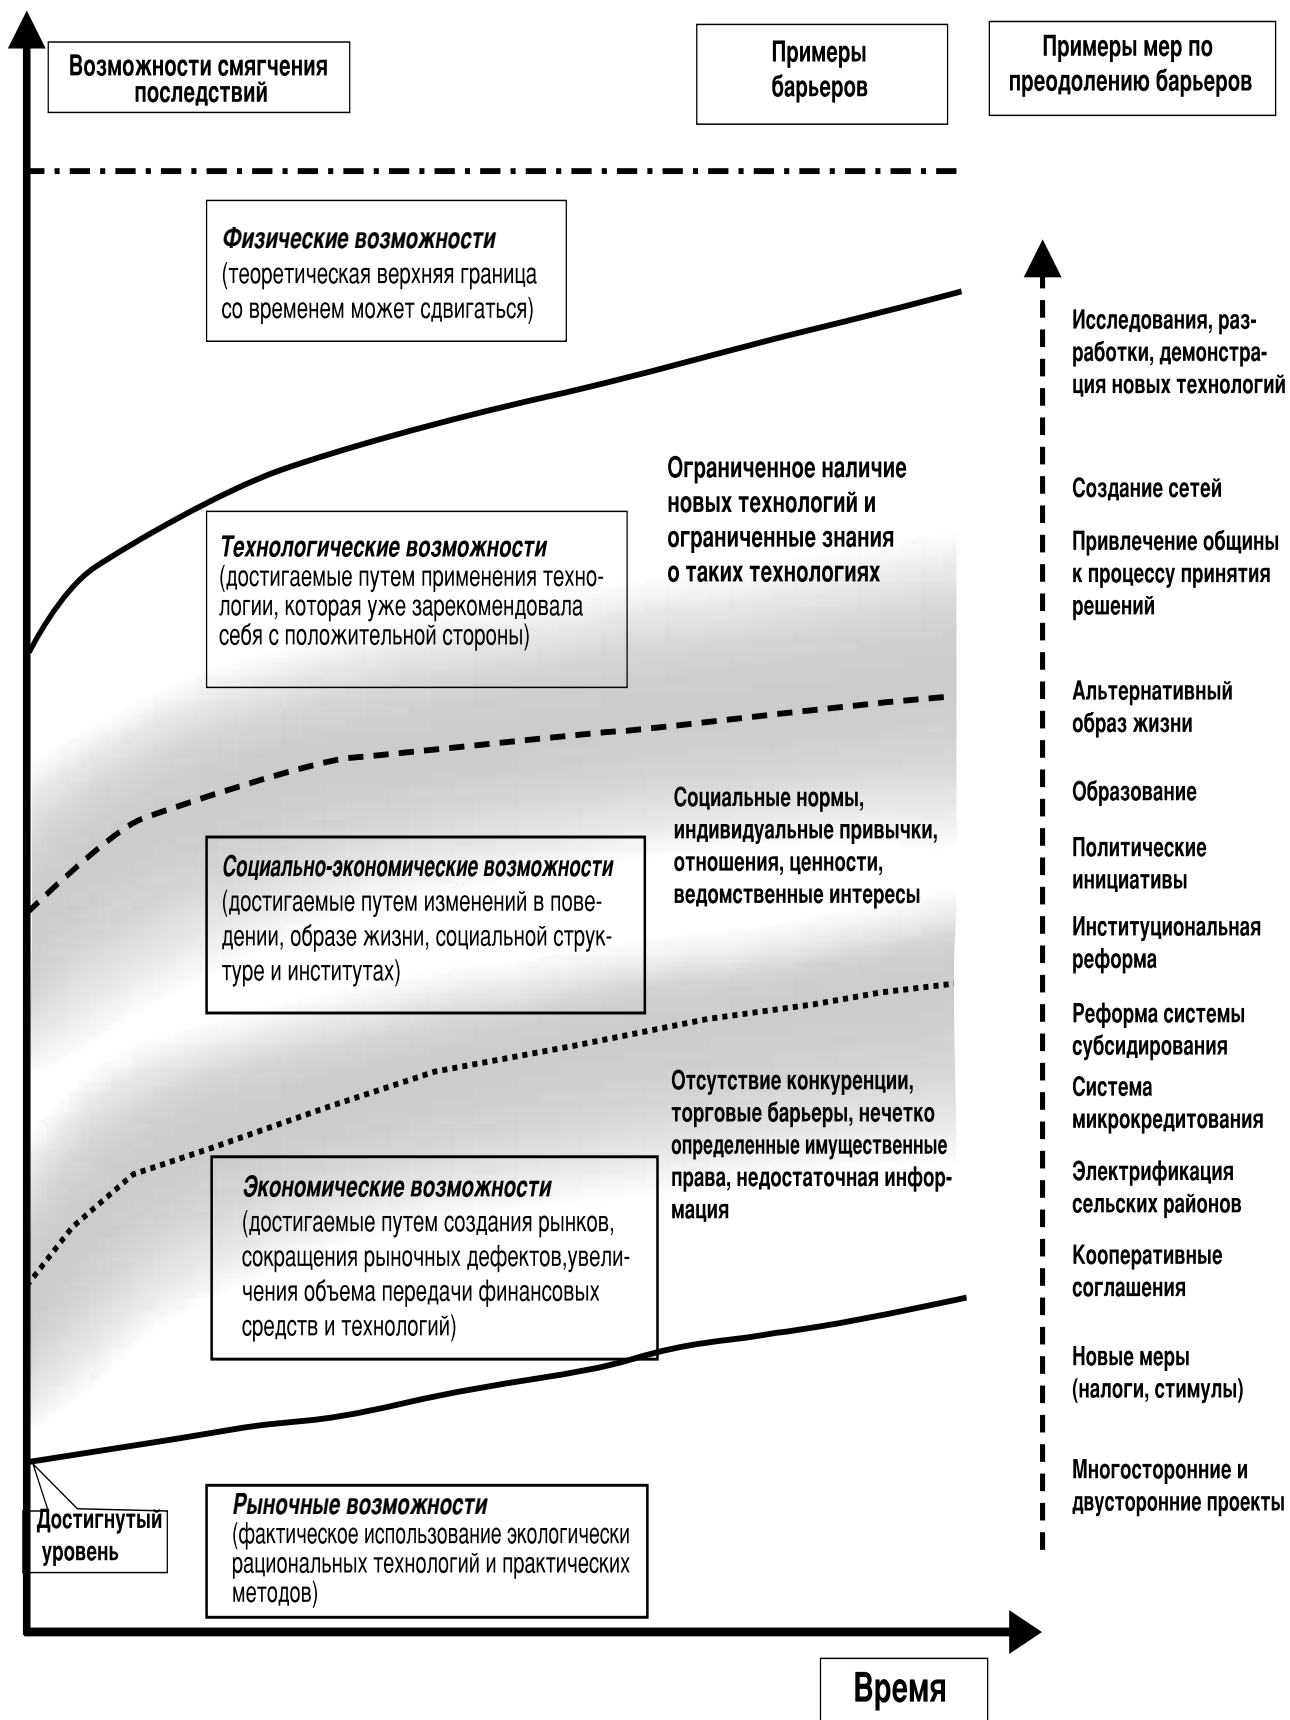 Возможности смягчения
последствий
Примеры
барьеров
Примеры мер по
преодолению барьеров
Физические возможности
(теоретическая верхняя граница
со временем может сдвигаться)
Технологические возможности
(достигаемые путем применения техно-
логии, которая уже зарекомендовала
себя с положительной стороны)
Социально-экономические возможности
(достигаемые путем изменений в пове-
дении, образе жизни, социальной струк-
туре и институтах)
Экономические возможности
(достигаемые путем создания рынков,
сокращения рыночных дефектов,увели-
чения объема передачи финансовых
средств и технологий)
Достигнутый
уровень
Рыночные возможности
(фактическое использование экологически
рациональных технологий и практических
методов)
Ограниченное наличие
новых технологий и
ограниченные знания
о таких технологиях
Социальные нормы,
индивидуальные привычки,
отношения, ценности,
ведомственные интересы
Отсутствие конкуренции,
торговые барьеры, нечетко
определенные имущественные
права, недостаточная инфор-
мация
Исследования, раз-
работки, демонстра-
ция новых технологий
Создание сетей
Привлечение общины
к процессу принятия
решений
Альтернативный
образ жизни
Образование
Политические
инициативы
Институциональная
реформа
Реформа системы
субсидирования
Система
микрокредитования
Электрификация
сельских районов
Кооперативные
соглашения
Новые меры
(налоги, стимулы)
Многосторонние и
двусторонние проекты
Время